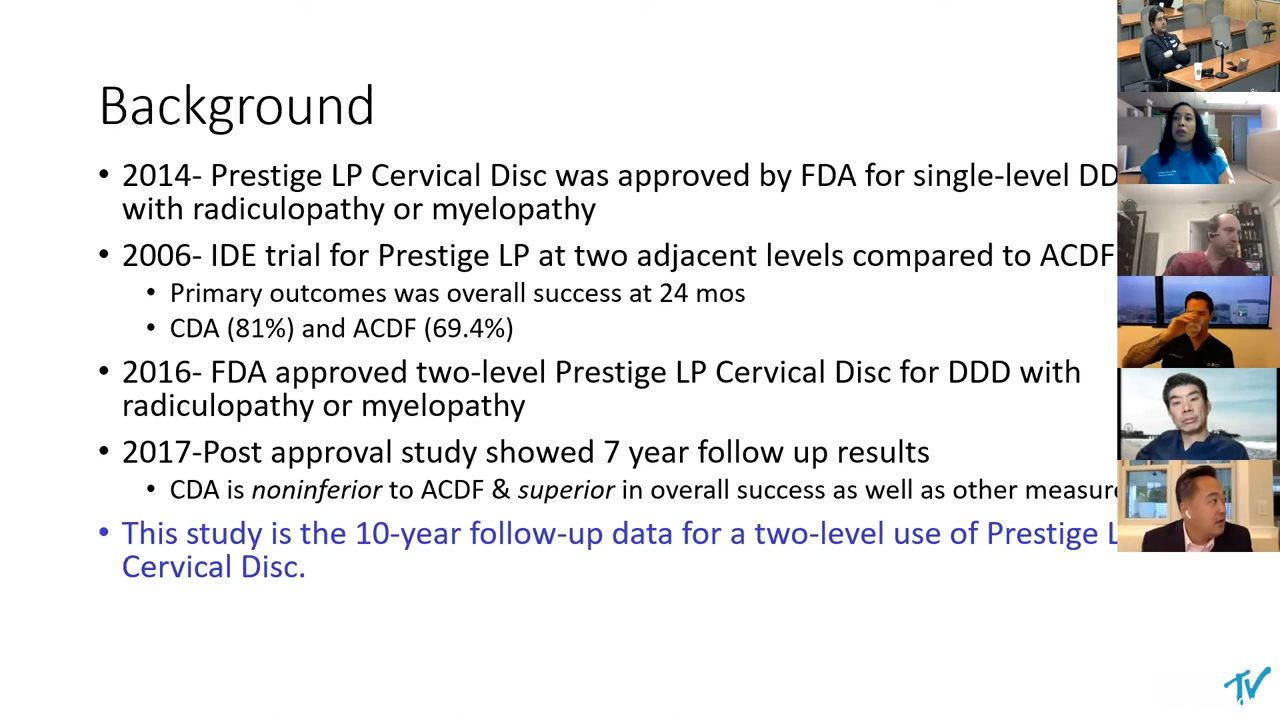 Background
• 2014- Prestige LP Cervical Disc was approved by FDA for single-level DD
with radiculopathy or myelopathy
• 2006- IDE trial for Prestige LP at two adjacent levels compared to ACDF
• Primary outcomes was overall success at 24 mos
• CDA (81%) and ACDF (69.4%)
• 2016- FDA approved two-level Prestige LP Cervical Disc for DDD with
radiculopathy or myelopathy
• 2017-Post approval study showed 7 year follow up results
• CDA is noninferior to ACDF & superior in overall success as well as other measure
• This study is the 10-year follow-up data for a two-level use of Prestige L
Cervical Disc.
TV